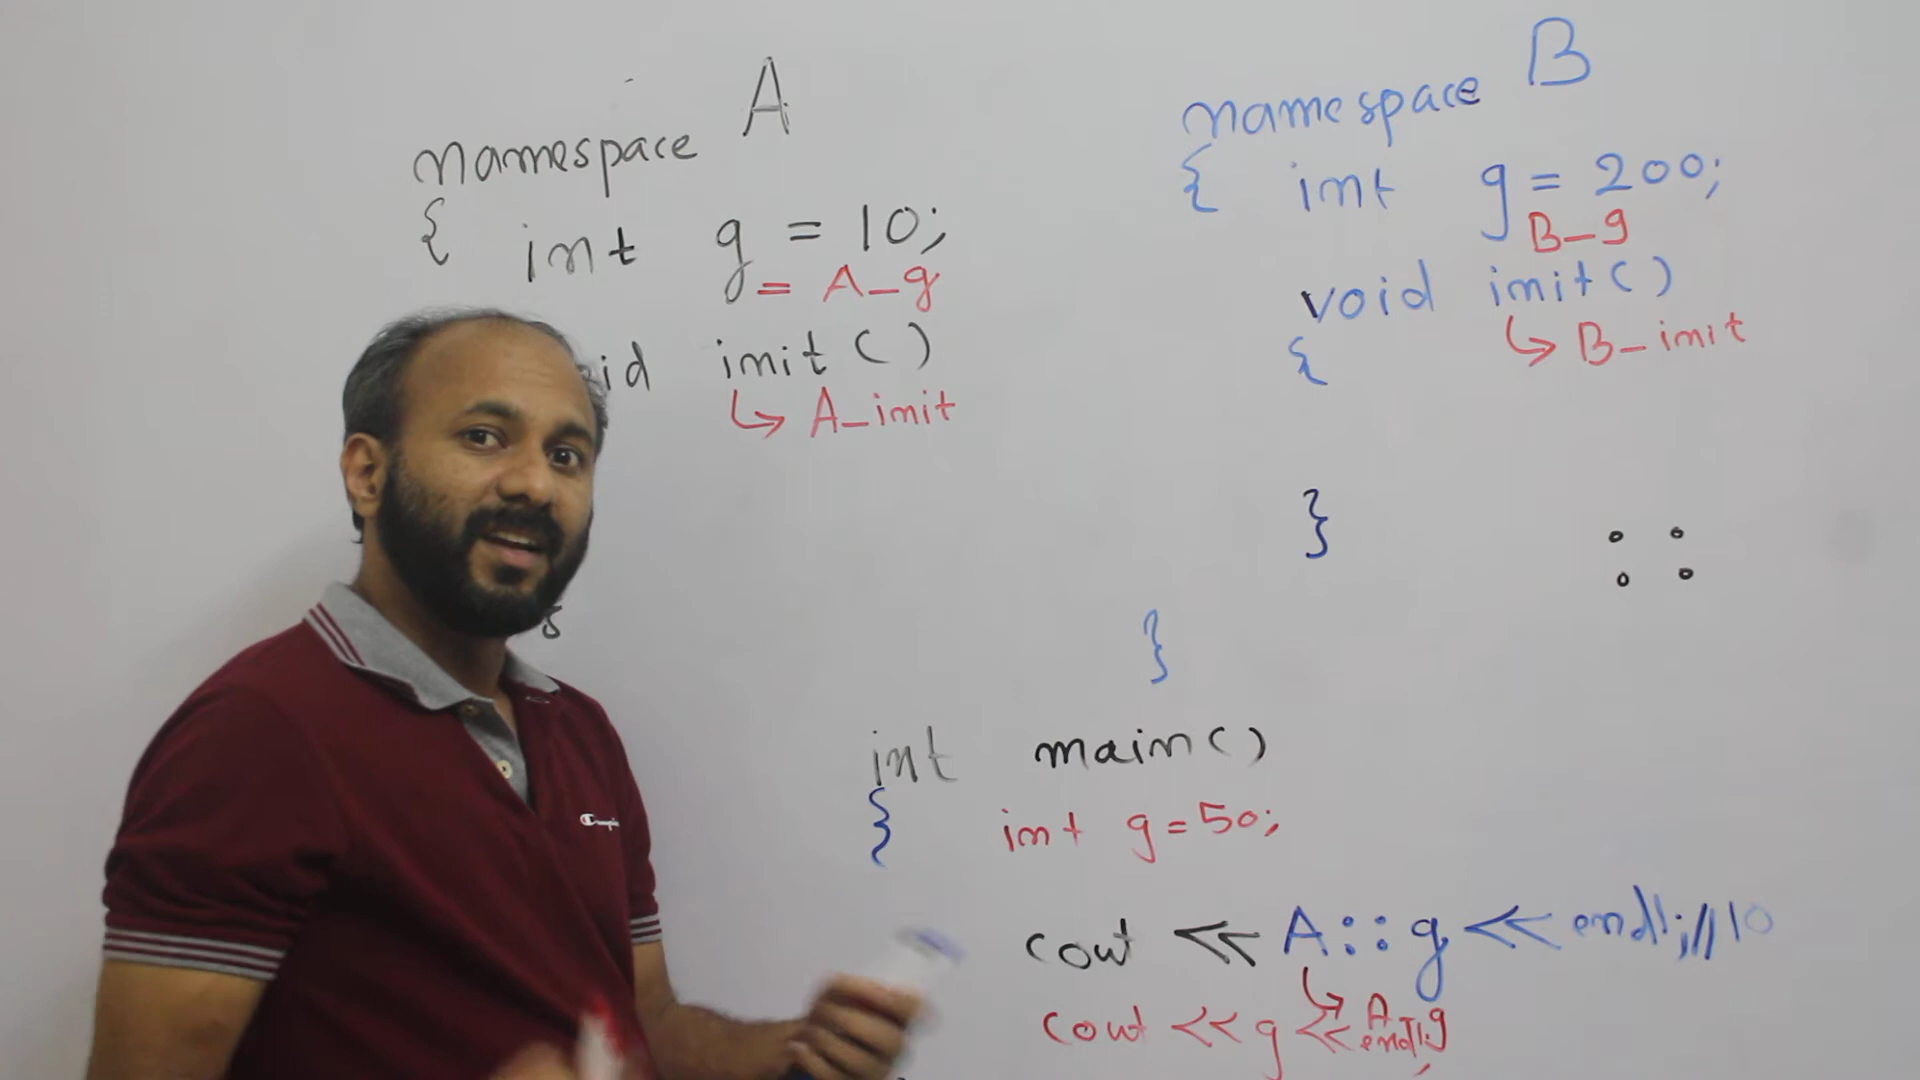 namespace A
{ int g = 10;
= A_g
id init()
↳ A_init
namespace B
{ int g = 200;
B_g
void init()
↳ B_init
{
}
::
}
int main()
{ int g=50;
cout << A::g << endl;//10
↳ A_g
cout << g << endl;